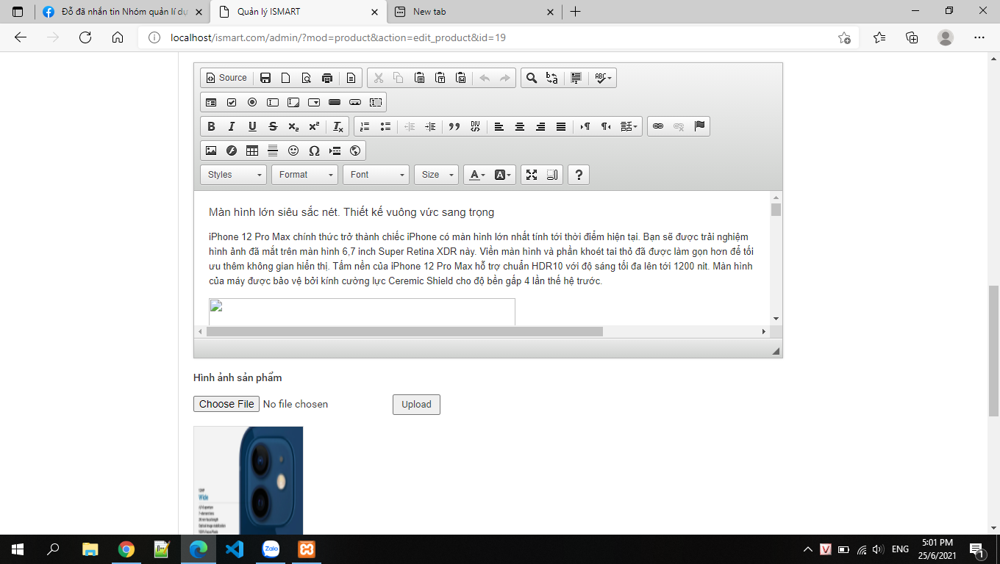 Đỗ đã nhắn tin Nhóm quản lí dự
Quản lý ISMART
New tab
localhost/ismart.com/admin/?mod=product&action=edit_product&id=19
Source
ABC
B I U S x₂ x² Iₓ
DIV
Styles Format Font Size A A ?
Màn hình lớn siêu sắc nét. Thiết kế vuông vức sang trọng
iPhone 12 Pro Max chính thức trở thành chiếc iPhone có màn hình lớn nhất tính tới thời điểm hiện tại. Bạn sẽ được trải nghiệm
hình ảnh đã mắt trên màn hình 6,7 inch Super Retina XDR này. Viền màn hình và phần khoét tai thỏ đã được làm gọn hơn để tối
ưu thêm không gian hiển thị. Tấm nền của iPhone 12 Pro Max hỗ trợ chuẩn HDR10 với độ sáng tối đa lên tới 1200 nit. Màn hình
của máy được bảo vệ bởi kính cường lực Ceremic Shield cho độ bền gấp 4 lần thế hệ trước.
Hình ảnh sản phẩm
Choose File No file chosen
Upload
Wide
Zalo
ENG
5:01 PM
25/6/2021
1